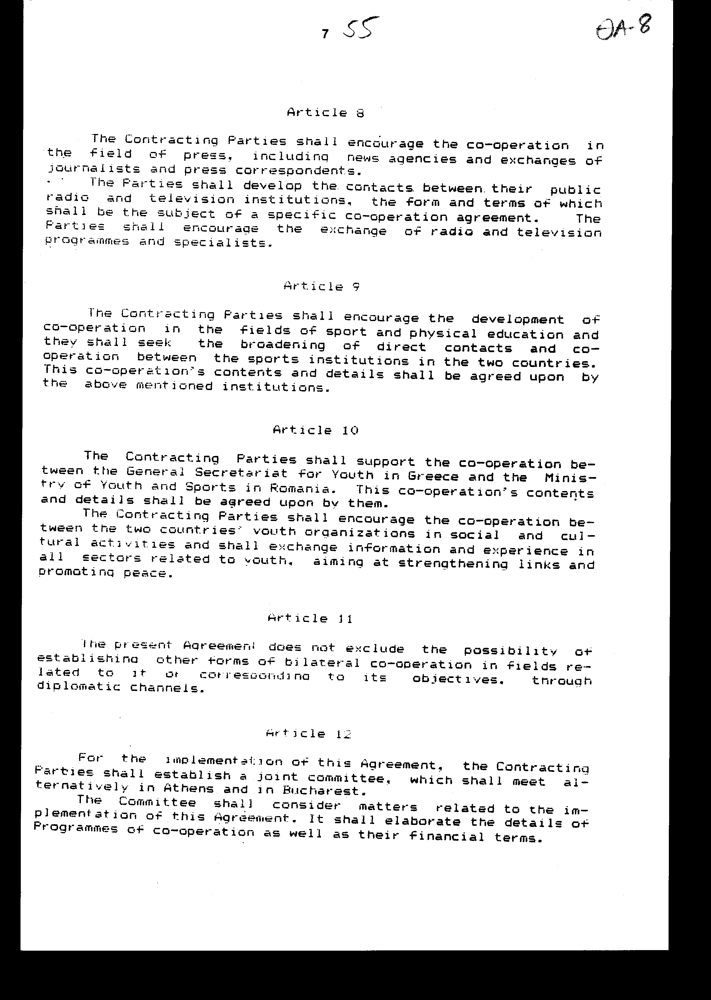 7 55 ΘA-8
Article 8
The Contracting Parties shall encourage the co-operation in
the field of press, including news agencies and exchanges of
journalists and press correspondents.
The Parties shall develop the contacts between their public
radio and television institutions, the form and terms of which
shall be the subject of a specific co-operation agreement. The
Parties shall encourage the exchange of radio and television
programmes and specialists.
Article 9
The Contracting Parties shall encourage the development of
co-operation in the fields of sport and physical education and
they shall seek the broadening of direct contacts and co-
operation between the sports institutions in the two countries.
This co-operation's contents and details shall be agreed upon by
the above mentioned institutions.
Article 10
The Contracting Parties shall support the co-operation be-
tween the General Secretariat for Youth in Greece and the Minis-
try of Youth and Sports in Romania. This co-operation's contents
and details shall be agreed upon by them.
The Contracting Parties shall encourage the co-operation be-
tween the two countries' youth organizations in social and cul-
tural activities and shall exchange information and experience in
all sectors related to youth, aiming at strengthening links and
promoting peace.
Article 11
The present Agreement does not exclude the possibility of
establishing other forms of bilateral co-operation in fields re-
lated to it or corresponding to its objectives, through
diplomatic channels.
Article 12
For the implementation of this Agreement, the Contracting
Parties shall establish a joint committee, which shall meet al-
ternatively in Athens and in Bucharest.
The Committee shall consider matters related to the im-
plementation of this Agreement. It shall elaborate the details of
Programmes of co-operation as well as their financial terms.